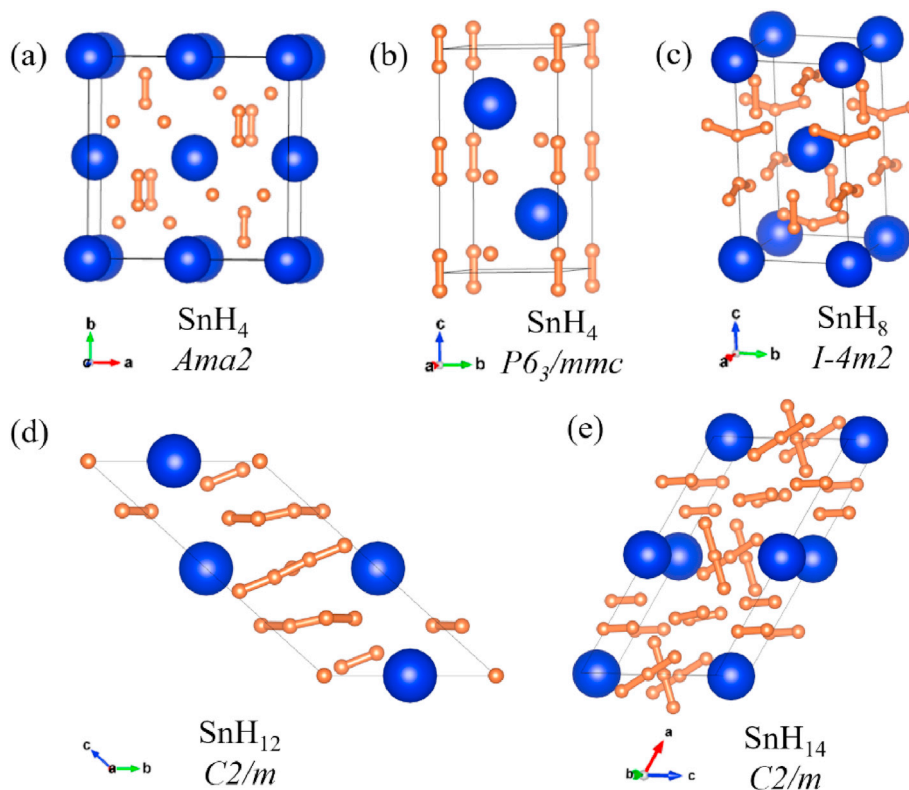 (a)
(b)
(c)
b
a
SnH₄
Ama2
c
a
b
SnH₄
P6₃/mmc
c
a
b
SnH₈
I-4m2
(d)
(e)
c
a
b
SnH₁₂
C2/m
a
b
c
SnH₁₄
C2/m